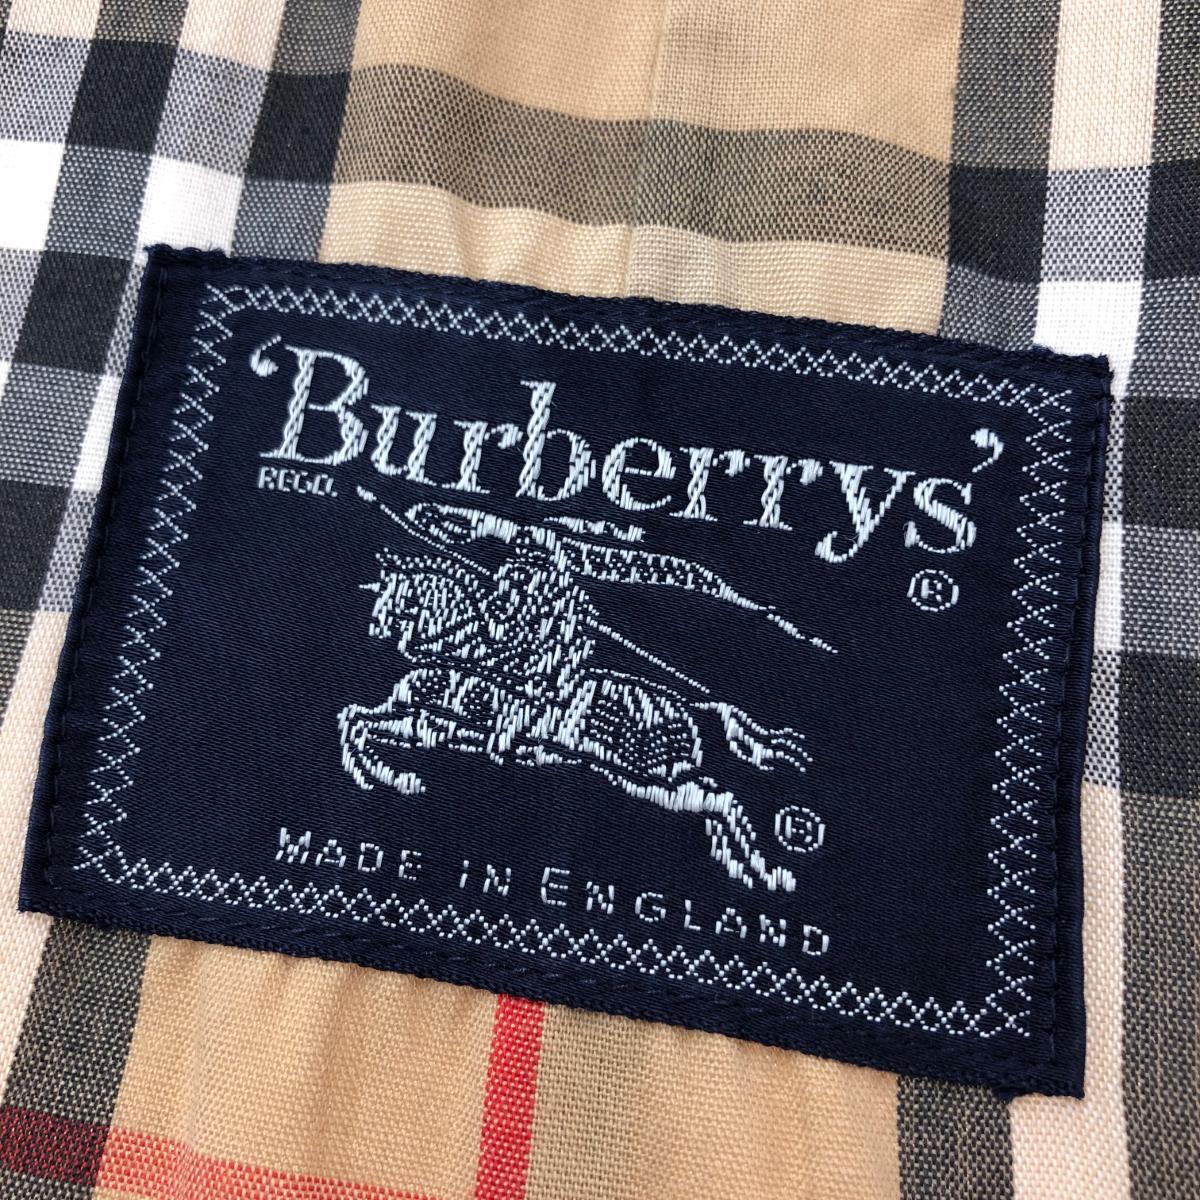 ‘Burberrys’
REGD.
®
®
MADE IN ENGLAND